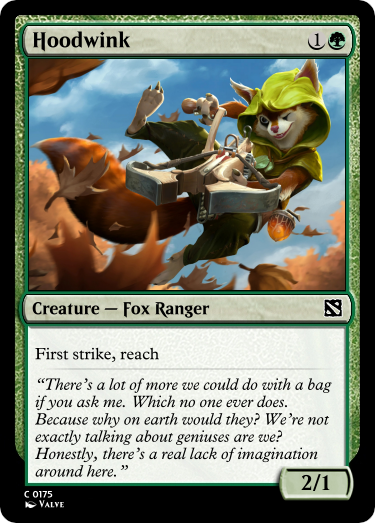 Hoodwink 1
Creature — Fox Ranger
First strike, reach
“There’s a lot of more we could do with a bag
if you ask me. Which no one ever does.
Because why on earth would they? We’re not
exactly talking about geniuses are we?
Honestly, there’s a real lack of imagination
around here.”
2/1
C 0175
Valve